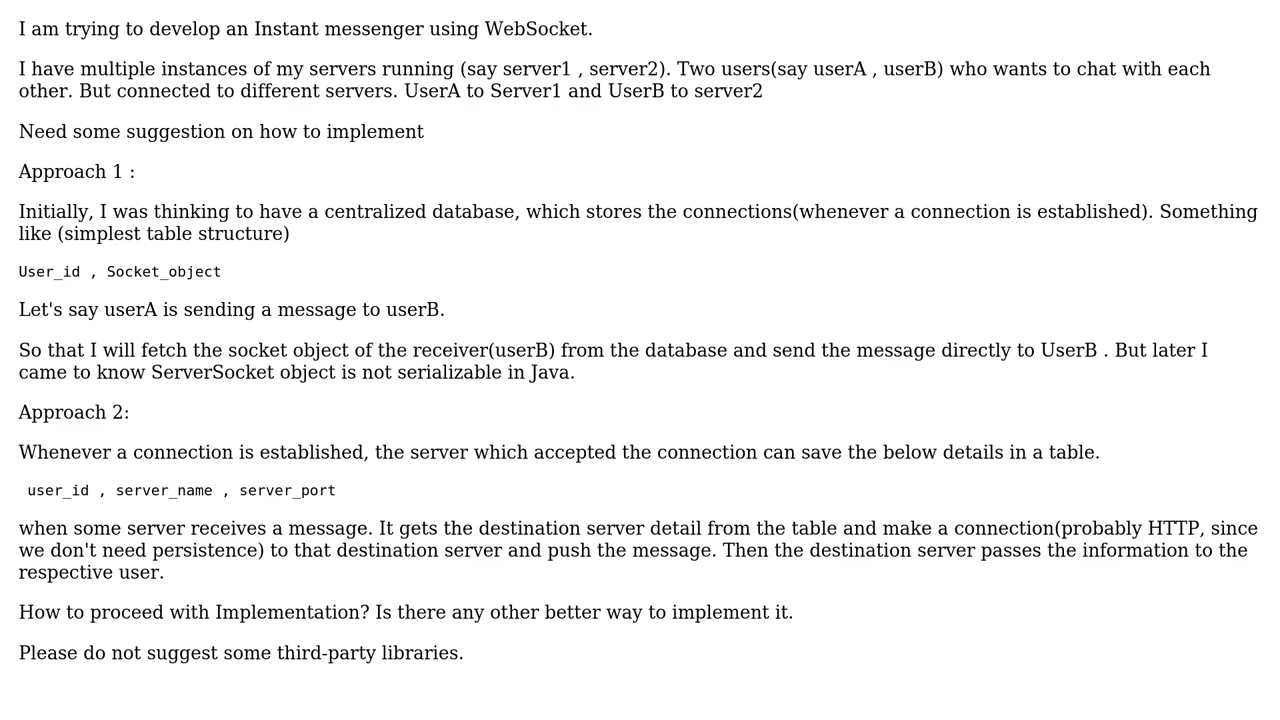 I am trying to develop an Instant messenger using WebSocket.
I have multiple instances of my servers running (say server1 , server2). Two users(say userA , userB) who wants to chat with each
other. But connected to different servers. UserA to Server1 and UserB to server2
Need some suggestion on how to implement
Approach 1 :
Initially, I was thinking to have a centralized database, which stores the connections(whenever a connection is established). Something
like (simplest table structure)
User_id , Socket_object
Let's say userA is sending a message to userB.
So that I will fetch the socket object of the receiver(userB) from the database and send the message directly to UserB . But later I
came to know ServerSocket object is not serializable in Java.
Approach 2:
Whenever a connection is established, the server which accepted the connection can save the below details in a table.
user_id , server_name , server_port
when some server receives a message. It gets the destination server detail from the table and make a connection(probably HTTP, since
we don't need persistence) to that destination server and push the message. Then the destination server passes the information to the
respective user.
How to proceed with Implementation? Is there any other better way to implement it.
Please do not suggest some third-party libraries.